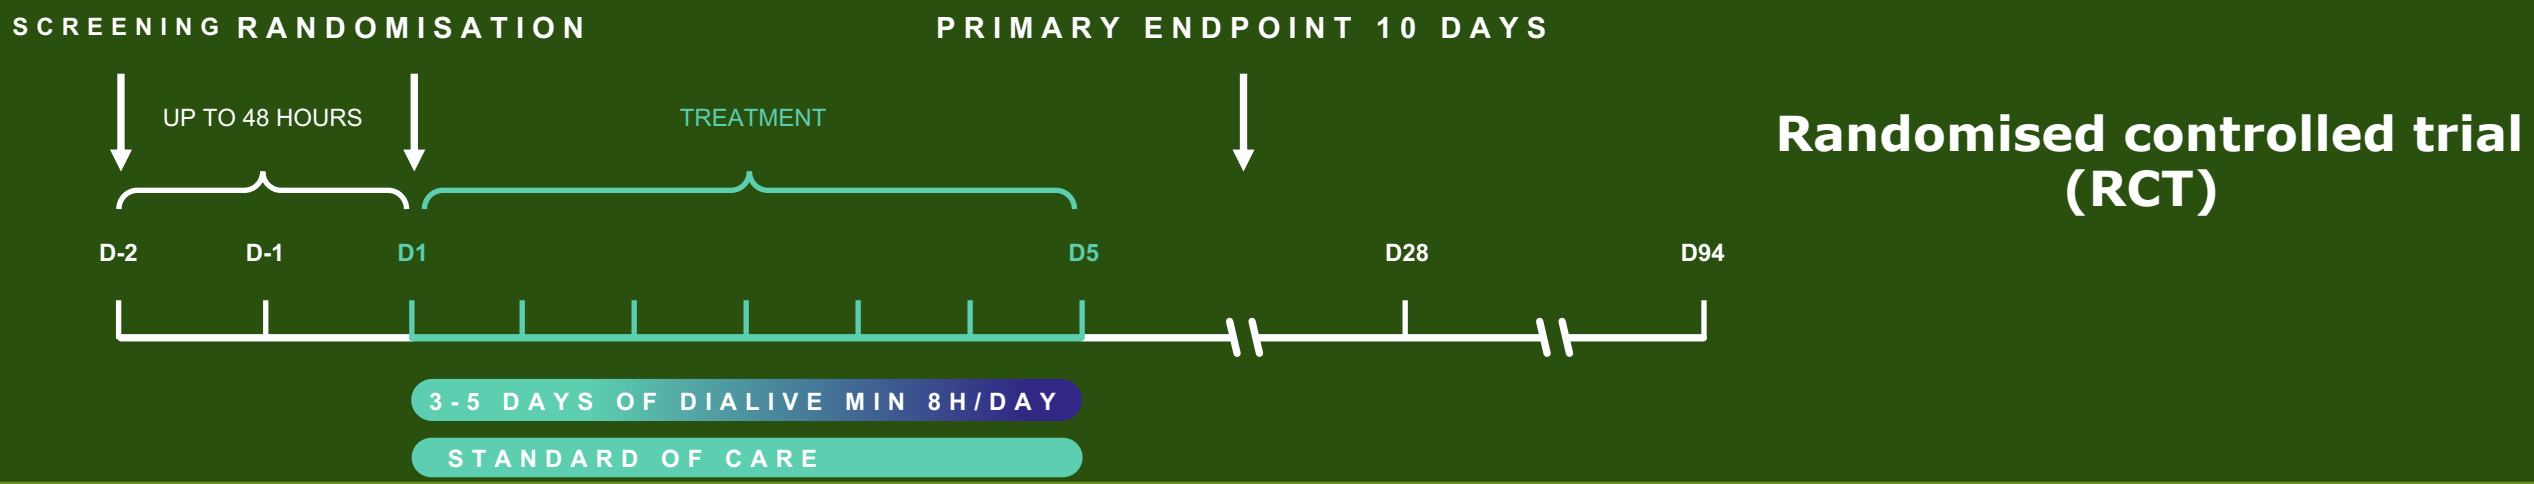 SCREENING RANDOMISATION
PRIMARY ENDPOINT 10 DAYS
UP TO 48 HOURS
TREATMENT
Randomised controlled trial
(RCT)
D-2 D-1 D1 D5 D28 D94
3-5 DAYS OF DIALIVE MIN 8H/DAY
STANDARD OF CARE